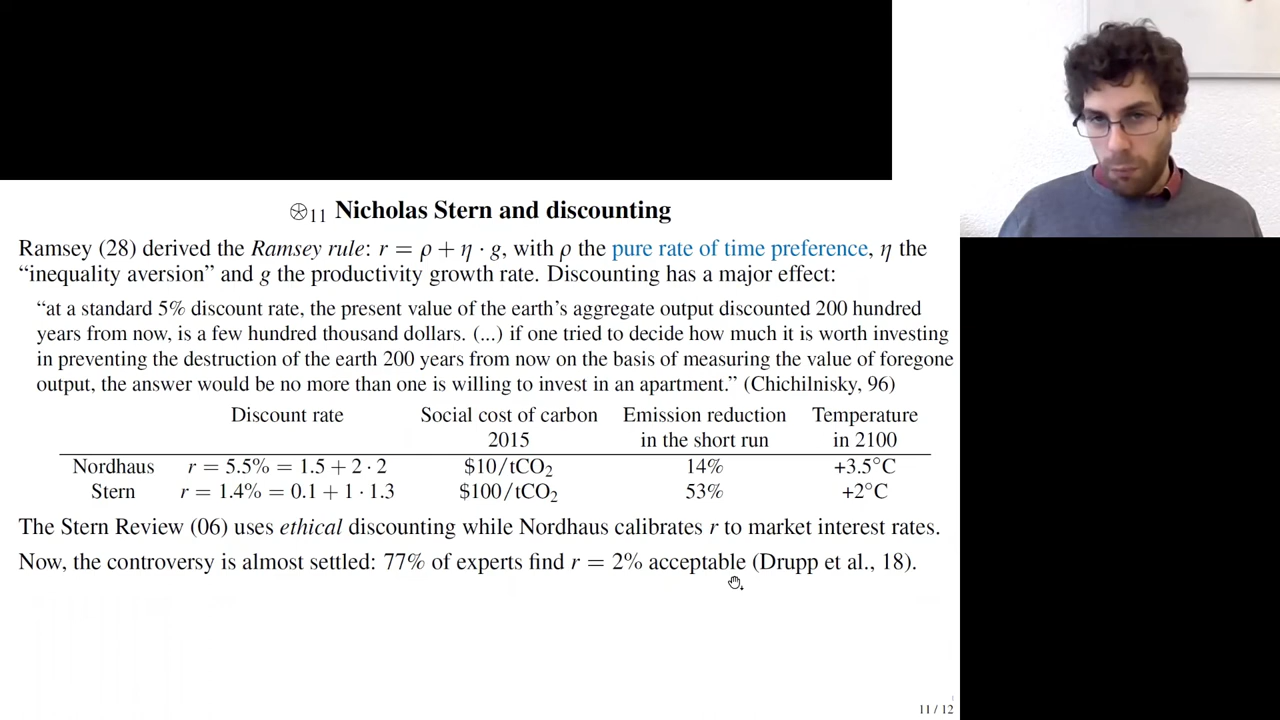 ⊛₁₁ Nicholas Stern and discounting
Ramsey (28) derived the Ramsey rule: r = ρ + η · g, with ρ the pure rate of time preference, η the
“inequality aversion” and g the productivity growth rate. Discounting has a major effect:
“at a standard 5% discount rate, the present value of the earth’s aggregate output discounted 200 hundred
years from now, is a few hundred thousand dollars. (...) if one tried to decide how much it is worth investing
in preventing the destruction of the earth 200 years from now on the basis of measuring the value of foregone
output, the answer would be no more than one is willing to invest in an apartment.” (Chichilnisky, 96)
Discount rate Social cost of carbon Emission reduction Temperature
2015 in the short run in 2100
Nordhaus r = 5.5% = 1.5 + 2 · 2 $10/tCO₂ 14% +3.5°C
Stern r = 1.4% = 0.1 + 1 · 1.3 $100/tCO₂ 53% +2°C
The Stern Review (06) uses ethical discounting while Nordhaus calibrates r to market interest rates.
Now, the controversy is almost settled: 77% of experts find r = 2% acceptable (Drupp et al., 18).
11 / 12